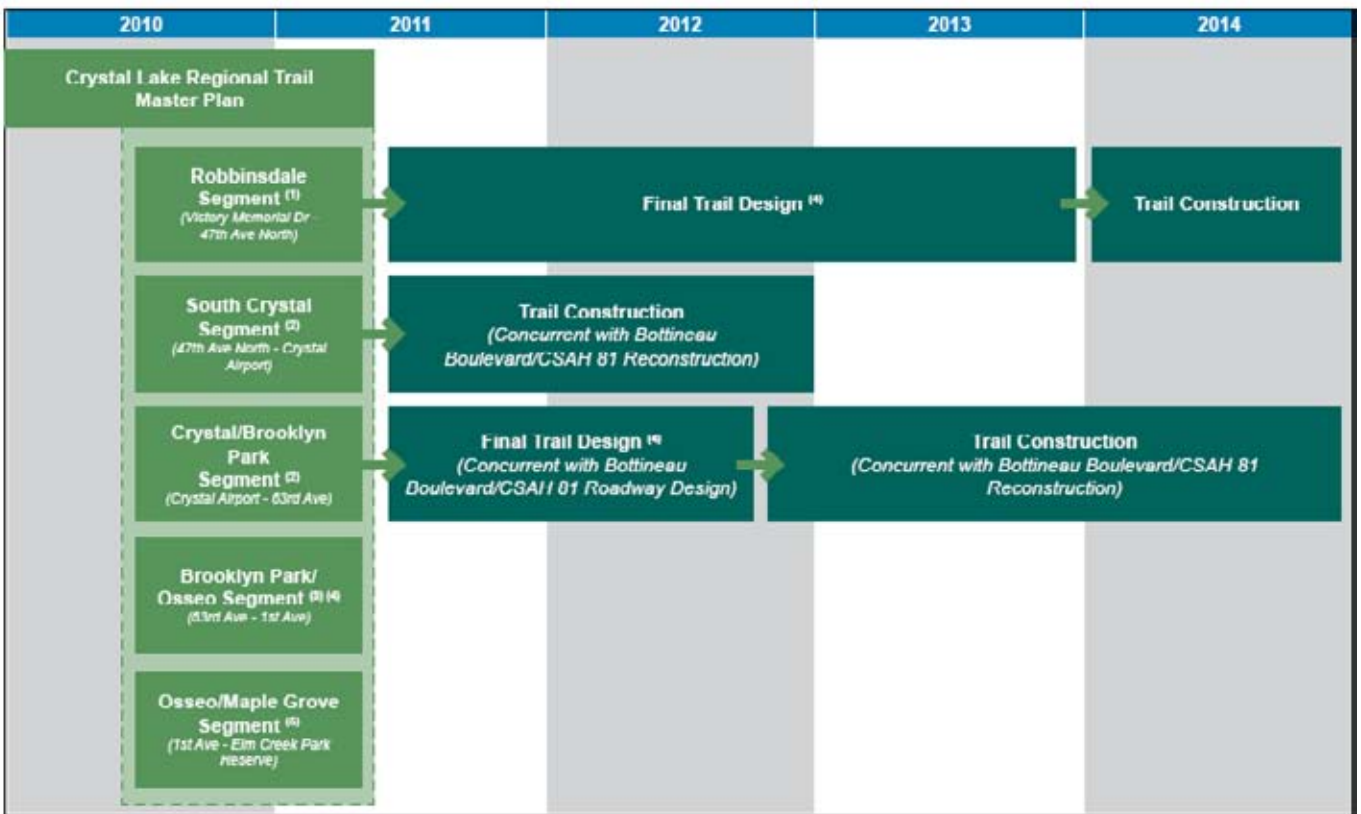 2010 2011 2012 2013 2014
Crystal Lake Regional Trail
Master Plan
Robbinsdale
Segment (1)
(Victory Memorial Dr -
47th Ave North)
Final Trail Design (4)
Trail Construction
South Crystal
Segment (2)
(47th Ave North - Crystal
Airport)
Trail Construction
(Concurrent with Bottineau
Boulevard/CSAH 81 Reconstruction)
Crystal/Brooklyn
Park
Segment (2)
(Crystal Airport - 63rd Ave)
Final Trail Design
(Concurrent with Bottineau
Boulevard/CSAH 81 Roadway Design)
Trail Construction
(Concurrent with Bottineau Boulevard/CSAH 81
Reconstruction)
Brooklyn Park/
Osseo Segment (3) (4)
(63rd Ave - 1st Ave)
Osseo/Maple Grove
Segment
(1st Ave - Elm Creek Park
Reserve)